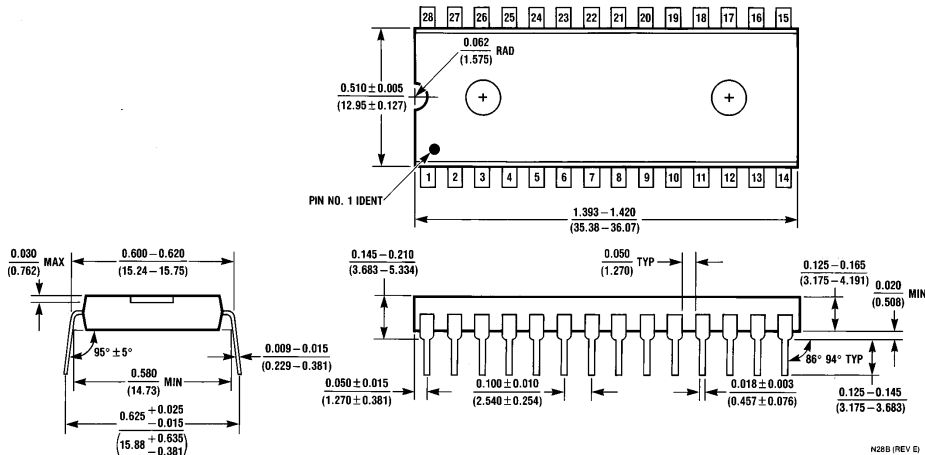 28 27 26 25 24 23 22 21 20 19 18 17 16 15
0.062
(1.575) RAD
0.510 ± 0.005
(12.95 ± 0.127)
1 2 3 4 5 6 7 8 9 10 11 12 13 14
PIN NO. 1 IDENT
1.393 – 1.420
(35.38 – 36.07)
0.030
(0.762) MAX
0.600 – 0.620
(15.24 – 15.75)
95° ± 5°
0.580
(14.73) MIN
0.009 – 0.015
(0.229 – 0.381)
0.625 + 0.025
– 0.015
(15.88 + 0.635
– 0.381)
0.145 – 0.210
(3.683 – 5.334)
0.050
(1.270) TYP
0.125 – 0.165
(3.175 – 4.191)
0.020
(0.508) MIN
86° 94° TYP
0.050 ± 0.015
(1.270 ± 0.381)
0.100 ± 0.010
(2.540 ± 0.254)
0.018 ± 0.003
(0.457 ± 0.076)
0.125 – 0.145
(3.175 – 3.683)
N28B (REV E)